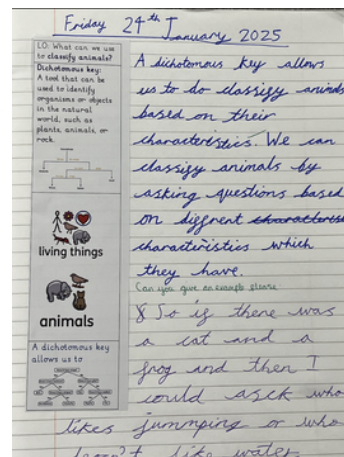 Friday 24th January 2025
LO: What can we use
to classify animals?
Dichotomous key:
A tool that can be
used to identify
organisms or objects
in the natural
world, such as
plants, animals, or
rock.
living things
animals
A dichotomous key
allows us to
A dichotomous key allows
us to do classify animals
based on their
characteristics. We can
classify animals by
asking questions based
on diffrent characterist
characteristics which
they have.
Can you give an example please
So if there was
a cat and a
frog and then I
could asck who
likes jummping or who
doesn't like water